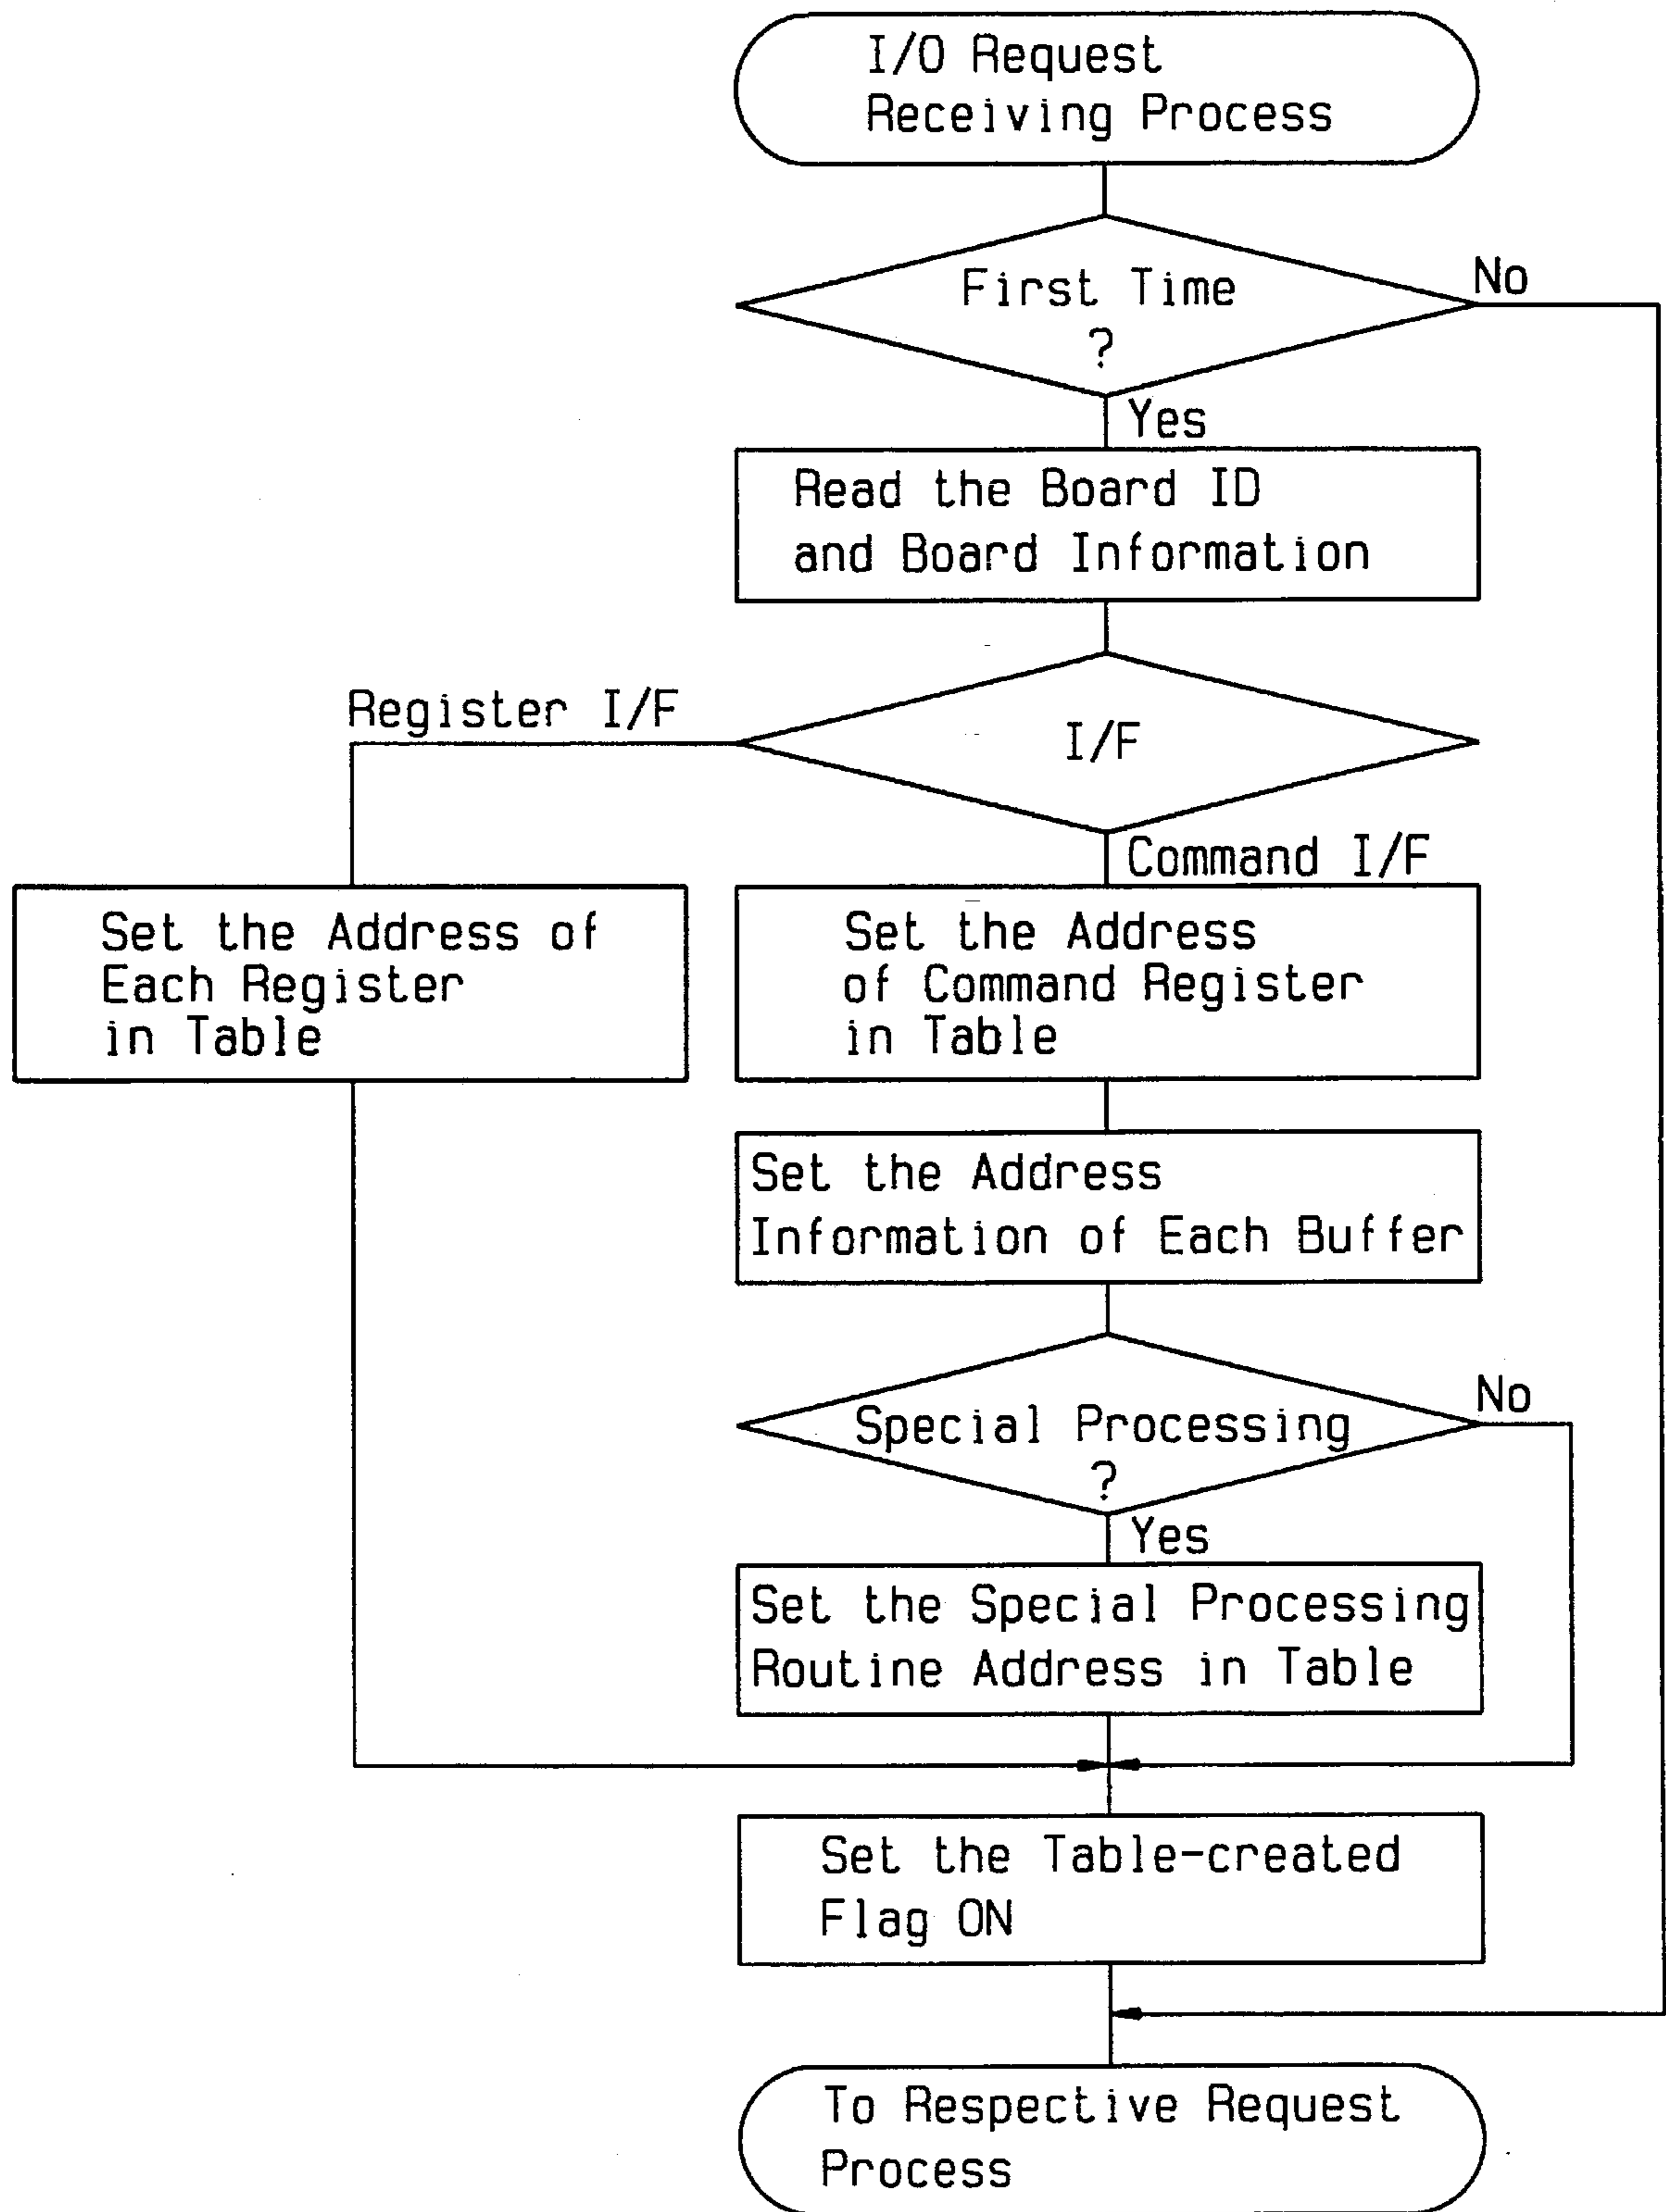 I/O Request
Receiving Process
First Time
?
No
Yes
Read the Board ID
and Board Information
Register I/F
I/F
Command I/F
Set the Address of
Each Register
in Table
Set the Address
of Command Register
in Table
Set the Address
Information of Each Buffer
Special Processing
?
No
Yes
Set the Special Processing
Routine Address in Table
Set the Table-created
Flag ON
To Respective Request
Process